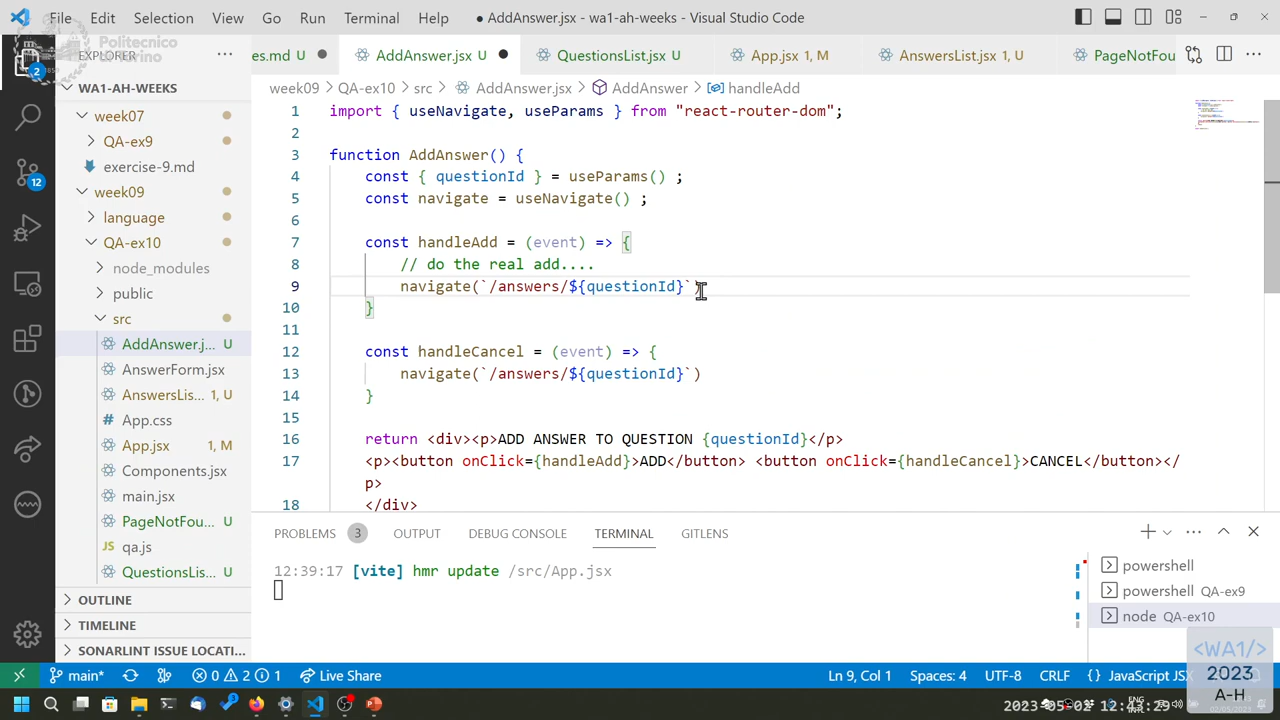 File Edit Selection View Go Run Terminal Help ● AddAnswer.jsx - wa1-ah-weeks - Visual Studio Code
Politecnico
EXPLORER ···
es.md ● AddAnswer.jsx ● QuestionsList.jsx U App.jsx 1, M AnswersList.jsx 1, U PageNotFou ···
WA1-AH-WEEKS
week07
QA-ex9
exercise-9.md
week09
language
QA-ex10
node_modules
public
src
AddAnswer.j... U
AnswerForm.jsx
AnswersLis... 1, U
App.css
App.jsx 1, M
Components.jsx
main.jsx
PageNotFou... U
qa.js
QuestionsLis... U
OUTLINE
TIMELINE
SONARLINT ISSUE LOCATI...
2
12
week09 > QA-ex10 > src > AddAnswer.jsx > AddAnswer > handleAdd
1 import { useNavigate, useParams } from "react-router-dom";
2
3 function AddAnswer() {
4 const { questionId } = useParams() ;
5 const navigate = useNavigate() ;
6
7 const handleAdd = (event) => {
8 // do the real add....
9 navigate(`/answers/${questionId}`)
10 }
11
12 const handleCancel = (event) => {
13 navigate(`/answers/${questionId}`)
14 }
15
16 return <div><p>ADD ANSWER TO QUESTION {questionId}</p>
17 <p><button onClick={handleAdd}>ADD</button> <button onClick={handleCancel}>CANCEL</button></
p>
18 </div>
PROBLEMS 3 OUTPUT DEBUG CONSOLE TERMINAL GITLENS
12:39:17 [vite] hmr update /src/App.jsx
powershell
powershell QA-ex9
node QA-ex10
<WA1/>
2023
A-H
main* 0 2 1 Live Share Ln 9, Col 1 Spaces: 4 UTF-8 CRLF JavaScript JSX
ENG